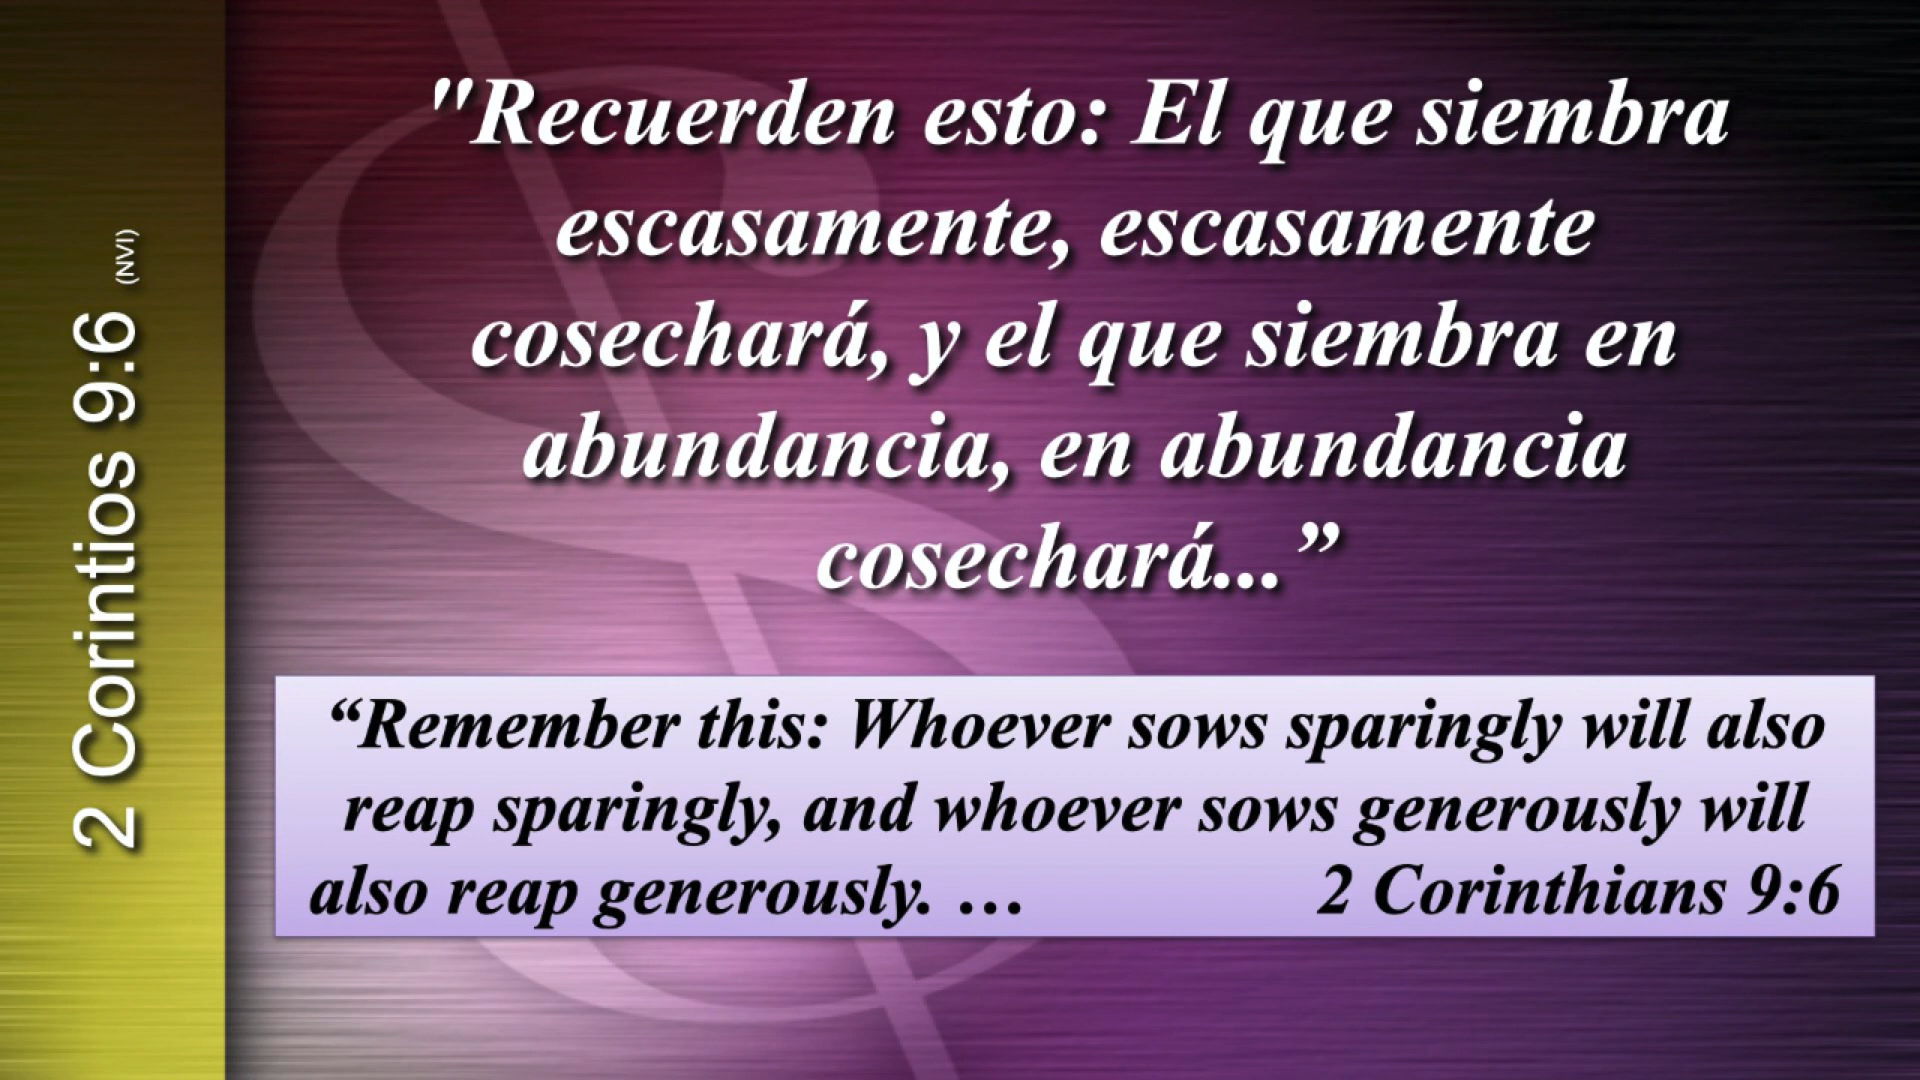 2 Corintios 9:6 (NVI)
"Recuerden esto: El que siembra
escasamente, escasamente
cosechará, y el que siembra en
abundancia, en abundancia
cosechará...”
“Remember this: Whoever sows sparingly will also
reap sparingly, and whoever sows generously will
also reap generously. … 2 Corinthians 9:6